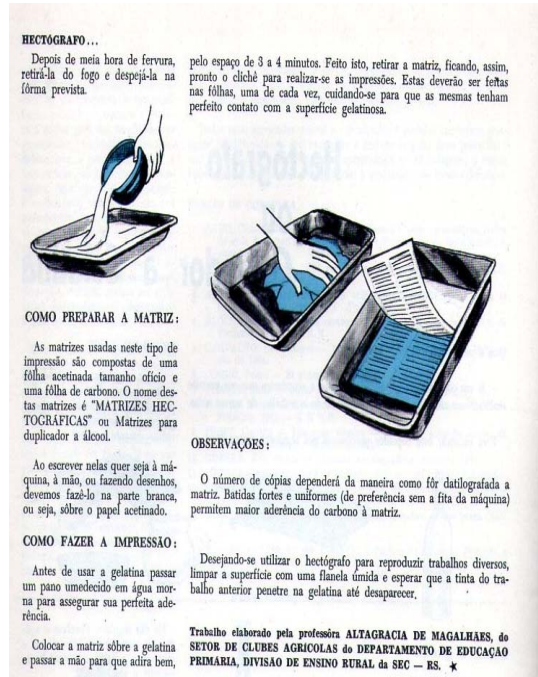 HECTÓGRAFO...
Depois de meia hora de fervura,
retirá-la do fogo e despejá-la na
fôrma prevista.
COMO PREPARAR A MATRIZ:
As matrizes usadas neste tipo de
impressão são compostas de uma
fôlha acetinada tamanho ofício e
uma fôlha de carbono. O nome des-
tas matrizes é "MATRIZES HEC-
TOGRÁFICAS" ou Matrizes para
duplicador a álcool.
Ao escrever nelas quer seja à má-
quina, à mão, ou fazendo desenhos,
devemos fazê-lo na parte branca,
ou seja, sôbre o papel acetinado.
COMO FAZER A IMPRESSÃO:
Antes de usar a gelatina passar
um pano umedecido em água mor-
na para assegurar sua perfeita ade-
rência.
Colocar a matriz sôbre a gelatina
e passar a mão para que adira bem,
pelo espaço de 3 a 4 minutos. Feito isto, retirar a matriz, ficando, assim,
pronto o clichê para realizar-se as impressões. Estas deverão ser feitas
nas fôlhas, uma de cada vez, cuidando-se para que as mesmas tenham
perfeito contato com a superfície gelatinosa.
OBSERVAÇÕES:
O número de cópias dependerá da maneira como fôr datilografada a
matriz. Batidas fortes e uniformes (de preferência sem a fita da máquina)
permitem maior aderência do carbono à matriz.
Desejando-se utilizar o hectógrafo para reproduzir trabalhos diversos,
limpar a superfície com uma flanela úmida e esperar que a tinta do tra-
balho anterior penetre na gelatina até desaparecer.
Trabalho elaborado pela professôra ALTAGRACIA DE MAGALHÃES, do
SETOR DE CLUBES AGRÍCOLAS do DEPARTAMENTO DE EDUCAÇÃO
PRIMÁRIA, DIVISÃO DE ENSINO RURAL da SEC — RS. ★